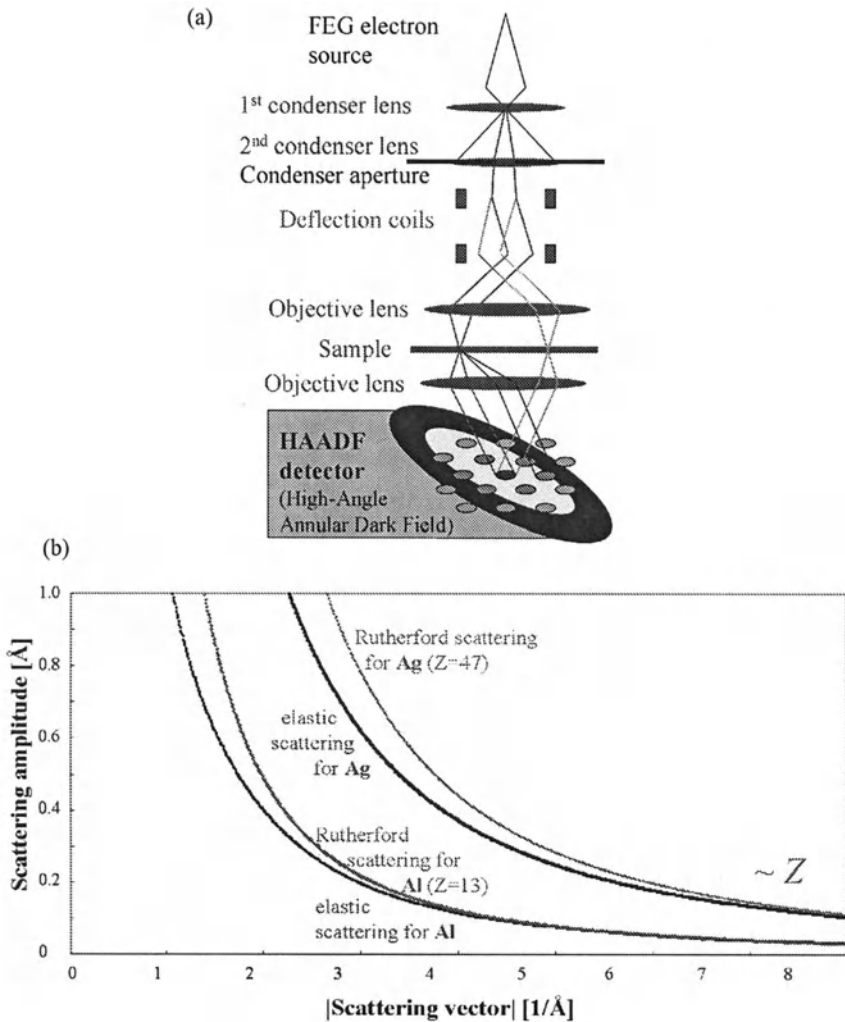 (a)
FEG electron
source
1st condenser lens
2nd condenser lens
Condenser aperture
Deflection coils
Objective lens
Sample
Objective lens
HAADF
detector
(High-Angle
Annular Dark Field)
(b)
Scattering amplitude [Å]
1.0
0.8
0.6
0.4
0.2
0
Rutherford scattering
for Ag (Z=47)
elastic
scattering
for Ag
Rutherford
scattering for
Al (Z=13)
elastic
scattering for Al
~ Z
0 1 2 3 4 5 6 7 8
|Scattering vector| [1/Å]